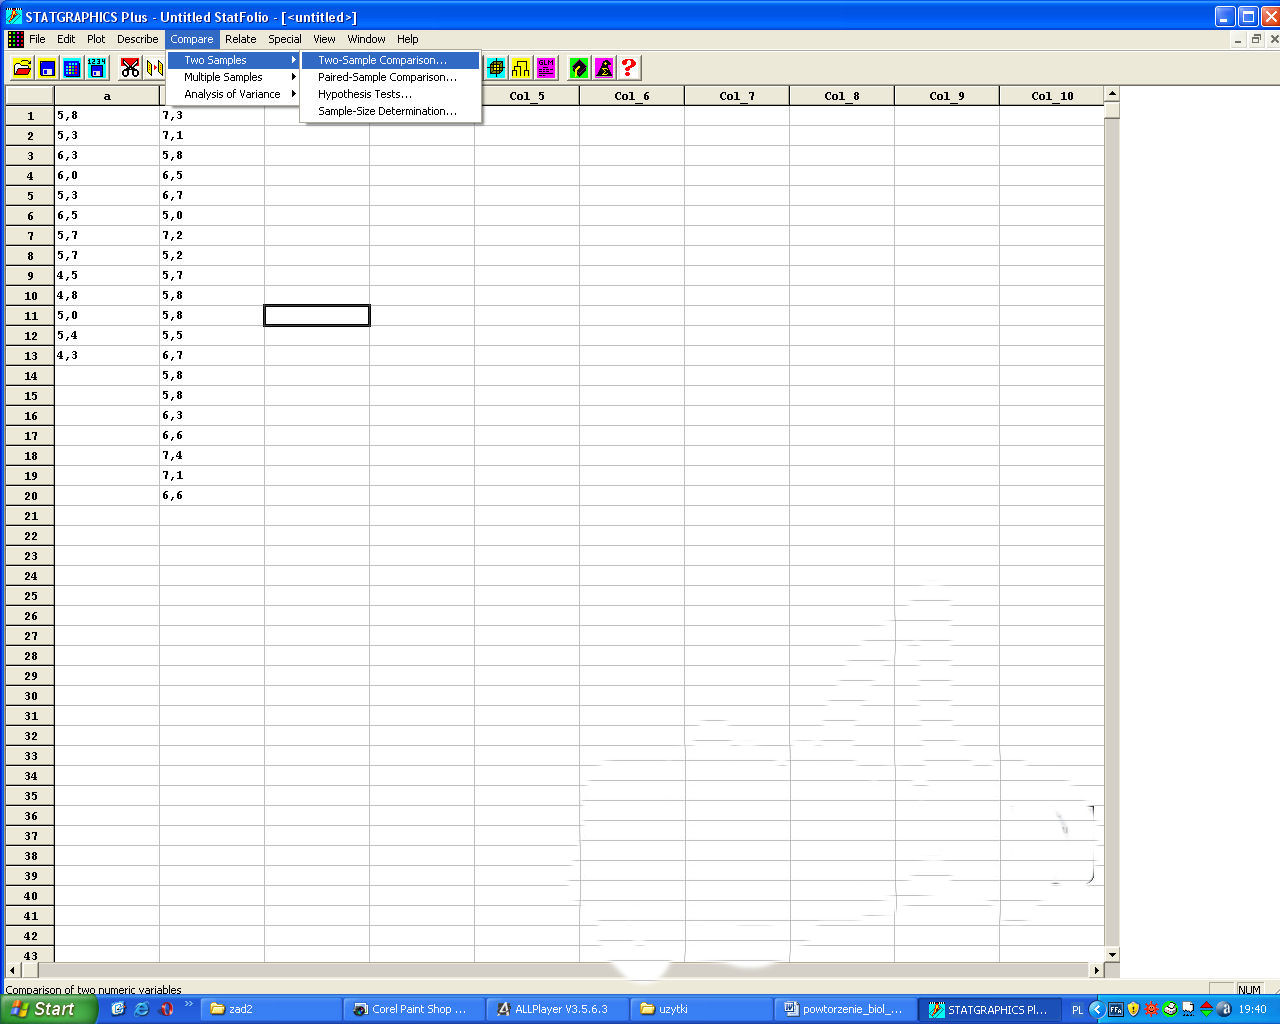 STATGRAPHICS Plus - Untitled StatFolio - [<untitled>]
File Edit Plot Describe Compare Relate Special View Window Help
Two Samples
Multiple Samples
Analysis of Variance
Two-Sample Comparison...
Paired-Sample Comparison...
Hypothesis Tests...
Sample-Size Determination...
1234
GLM
a Col_5 Col_6 Col_7 Col_8 Col_9 Col_10
1 5,8 7,3
2 5,3 7,1
3 6,3 5,8
4 6,0 6,5
5 5,3 6,7
6 6,5 5,0
7 5,7 7,2
8 5,7 5,2
9 4,5 5,7
10 4,8 5,8
11 5,0 5,8
12 5,4 5,5
13 4,3 6,7
14 5,8
15 5,8
16 6,3
17 6,6
18 7,4
19 7,1
20 6,6
21
22
23
24
25
26
27
28
29
30
31
32
33
34
35
36
37
38
39
40
41
42
43
Comparison of two numeric variables NUM
Start zad2 Corel Paint Shop ... ALLPlayer V3.5.6.3 uzytki powtorzenie_biol_... STATGRAPHICS Pl... PL 19:40